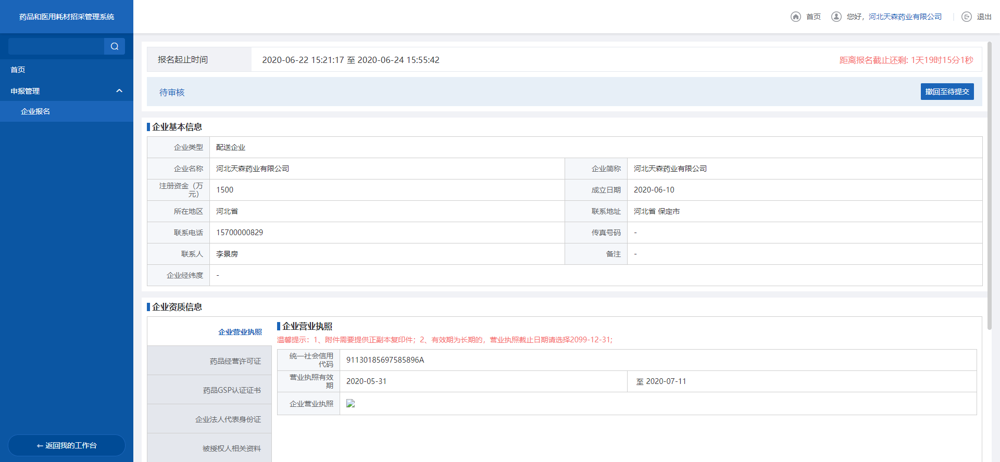 药品和医用耗材招采管理系统
首页
您好，河北天森药业有限公司
退出
首页
申报管理
企业报名
返回我的工作台
报名起止时间
2020-06-22 15:21:17 至 2020-06-24 15:55:42
距离报名截止还剩: 1天19时15分1秒
待审核
撤回至待提交
企业基本信息
企业类型
配送企业
企业名称
河北天森药业有限公司
企业简称
河北天森药业有限公司
注册资金（万
元）
1500
成立日期
2020-06-10
所在地区
河北省
联系地址
河北省 保定市
联系电话
15700000829
传真号码
-
联系人
李景房
备注
-
企业经纬度
-
企业资质信息
企业营业执照
药品经营许可证
药品GSP认证证书
企业法人代表身份证
被授权人相关资料
企业营业执照
温馨提示：1、附件需要提供正副本复印件；2、有效期为长期的，营业执照截止日期请选择2099-12-31;
统一社会信用
代码
91130185697585896A
营业执照有效
期
2020-05-31
至 2020-07-11
企业营业执照